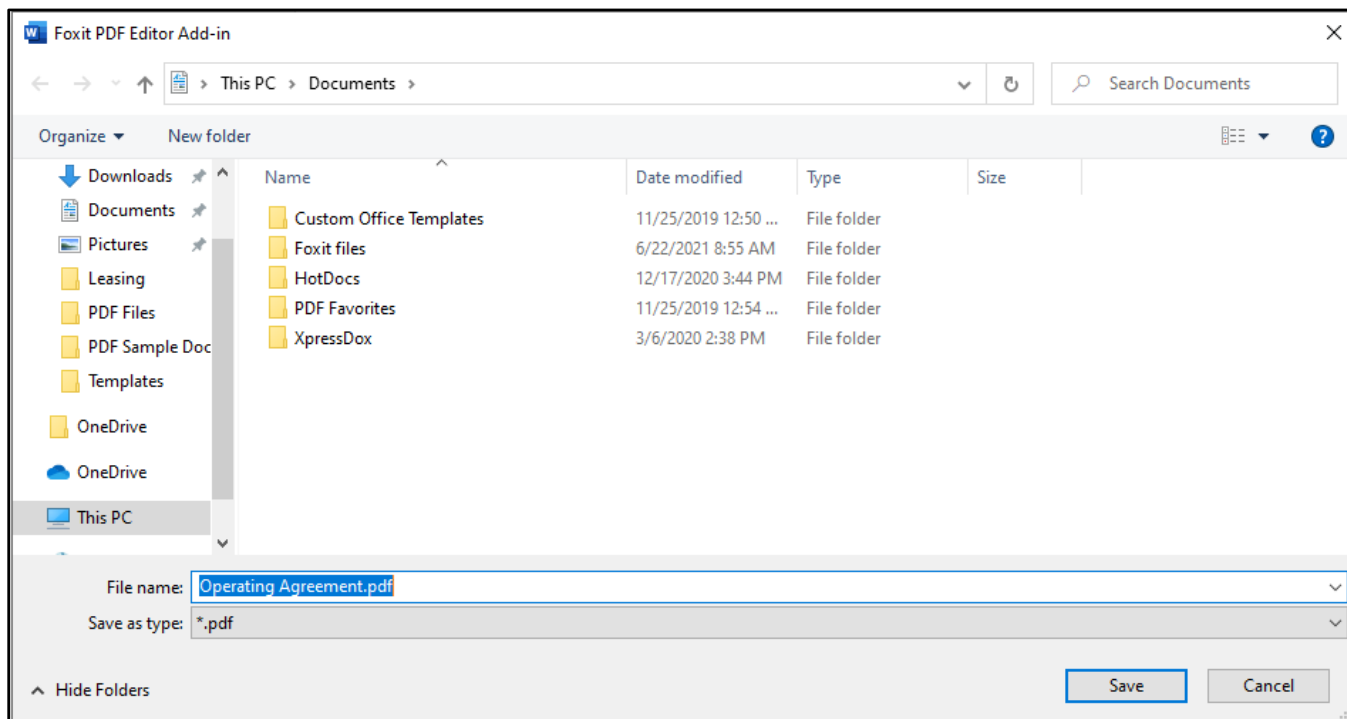 Foxit PDF Editor Add-in
This PC > Documents >
Search Documents
Organize
New folder
Downloads
Documents
Pictures
Leasing
PDF Files
PDF Sample Doc
Templates
OneDrive
OneDrive
This PC
Name Date modified Type Size
Custom Office Templates 11/25/2019 12:50 ... File folder
Foxit files 6/22/2021 8:55 AM File folder
HotDocs 12/17/2020 3:44 PM File folder
PDF Favorites 11/25/2019 12:54 ... File folder
XpressDox 3/6/2020 2:38 PM File folder
File name: Operating Agreement.pdf
Save as type: *.pdf
Hide Folders
Save Cancel